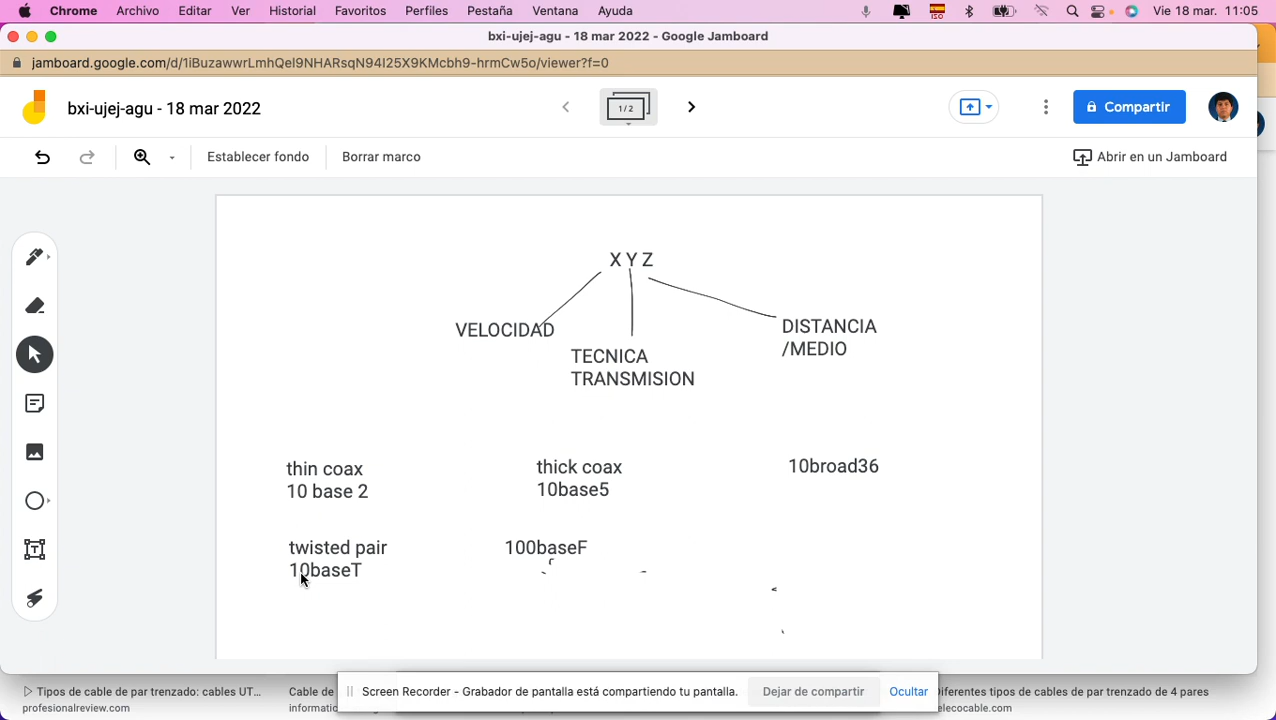 Chrome Archivo Editar Ver Historial Favoritos Perfiles Pestaña Ventana Ayuda ISO Vie 18 mar. 11:05
bxi-ujej-agu - 18 mar 2022 - Google Jamboard
jamboard.google.com/d/1iBuzawwrLmhQeI9NHARsqN94I25X9KMcbh9-hrmCw5o/viewer?f=0
bxi-ujej-agu - 18 mar 2022 1/2 Compartir
Establecer fondo Borrar marco Abrir en un Jamboard
X Y Z
VELOCIDAD
TECNICA
TRANSMISION
DISTANCIA
/MEDIO
thin coax
10 base 2
thick coax
10base5
10broad36
twisted pair
10baseT
100baseF
Screen Recorder - Grabador de pantalla está compartiendo tu pantalla. Dejar de compartir Ocultar
Tipos de cable de par trenzado: cables UT...
profesionalreview.com
Cable de
informatic
Diferentes tipos de cables de par trenzado de 4 pares
elecocable.com